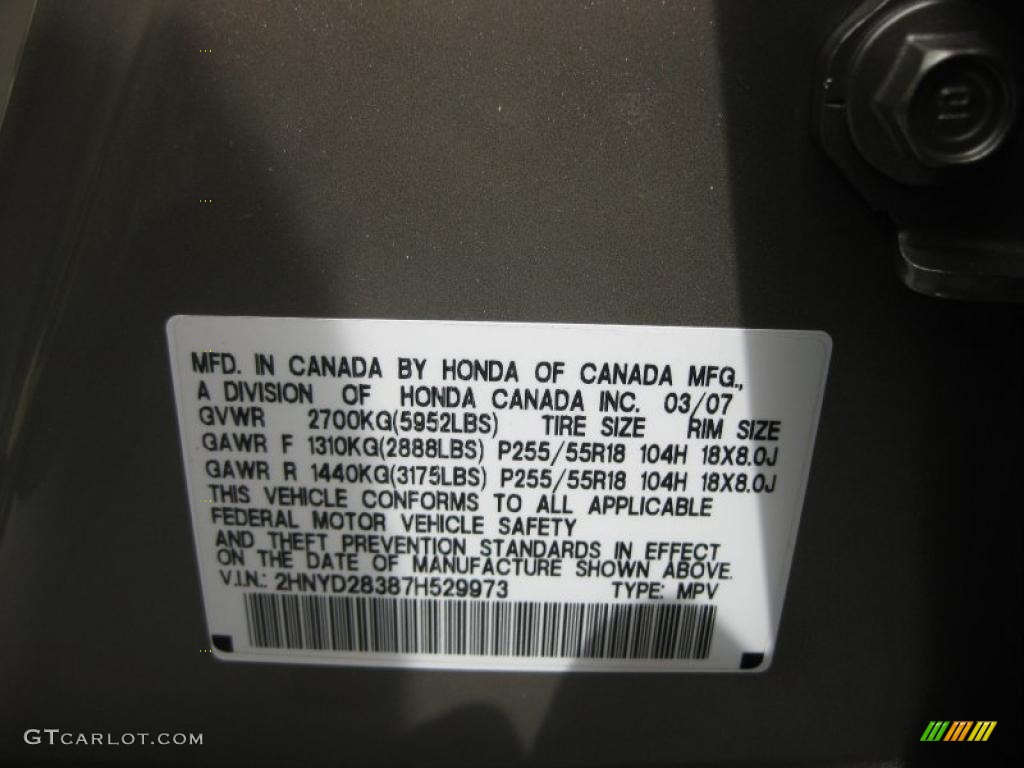 MFD. IN CANADA BY HONDA OF CANADA MFG.,
A DIVISION OF HONDA CANADA INC. 03/07
GVWR 2700KG(5952LBS) TIRE SIZE RIM SIZE
GAWR F 1310KG(2888LBS) P255/55R18 104H 18X8.0J
GAWR R 1440KG(3175LBS) P255/55R18 104H 18X8.0J
THIS VEHICLE CONFORMS TO ALL APPLICABLE
FEDERAL MOTOR VEHICLE SAFETY
AND THEFT PREVENTION STANDARDS IN EFFECT
ON THE DATE OF MANUFACTURE SHOWN ABOVE.
V.I.N.: 2HNYD28387H529973 TYPE: MPV
GTCARLOT.COM